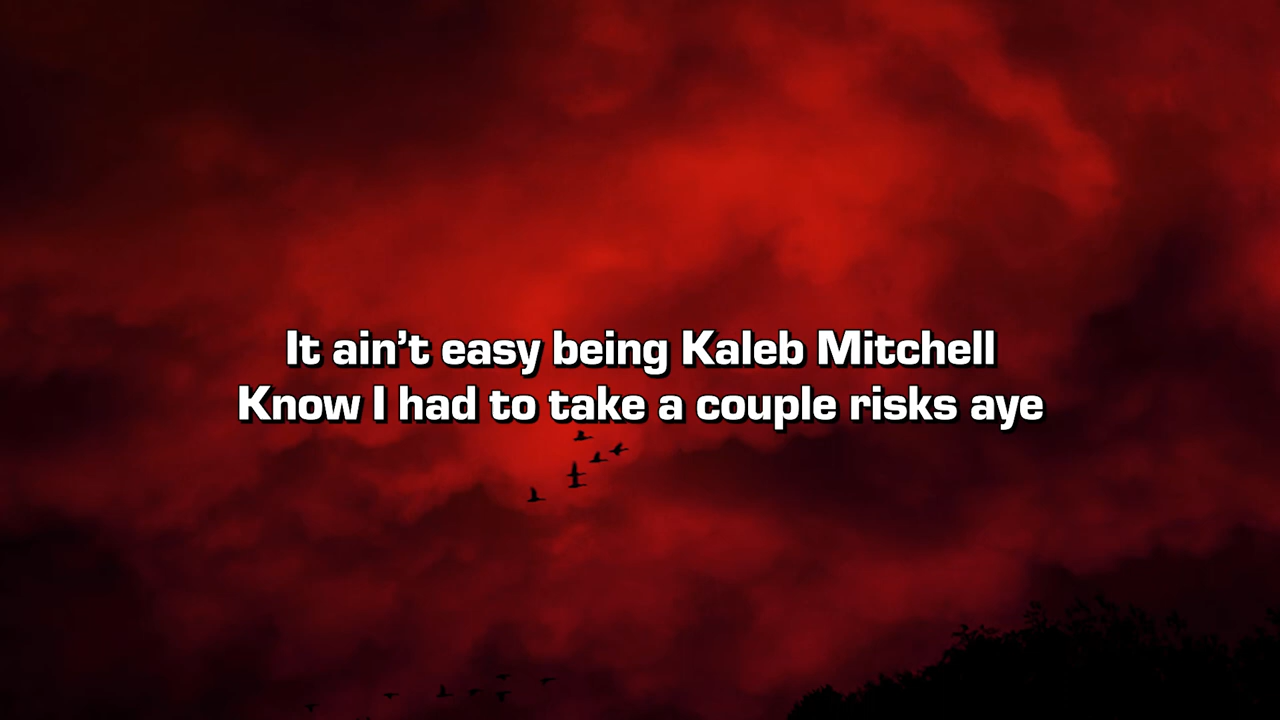 It ain’t easy being Kaleb Mitchell
Know I had to take a couple risks aye